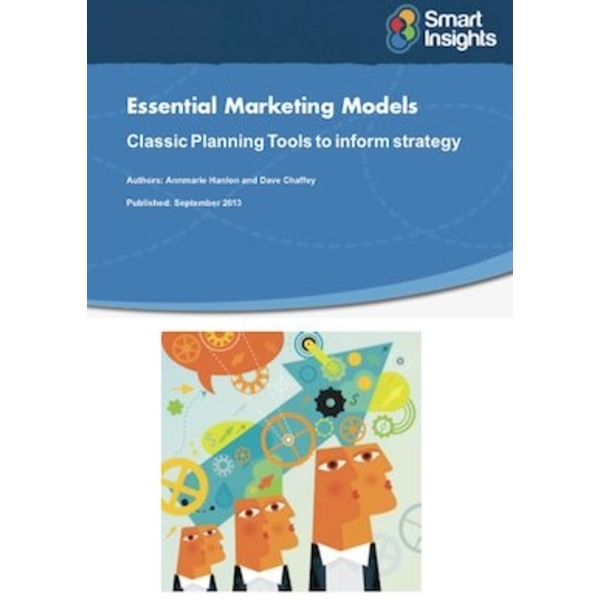 Smart
Insights
Essential Marketing Models
Classic Planning Tools to inform strategy
Authors: Annmarie Hanlon and Dave Chaffey
Published: September 2013